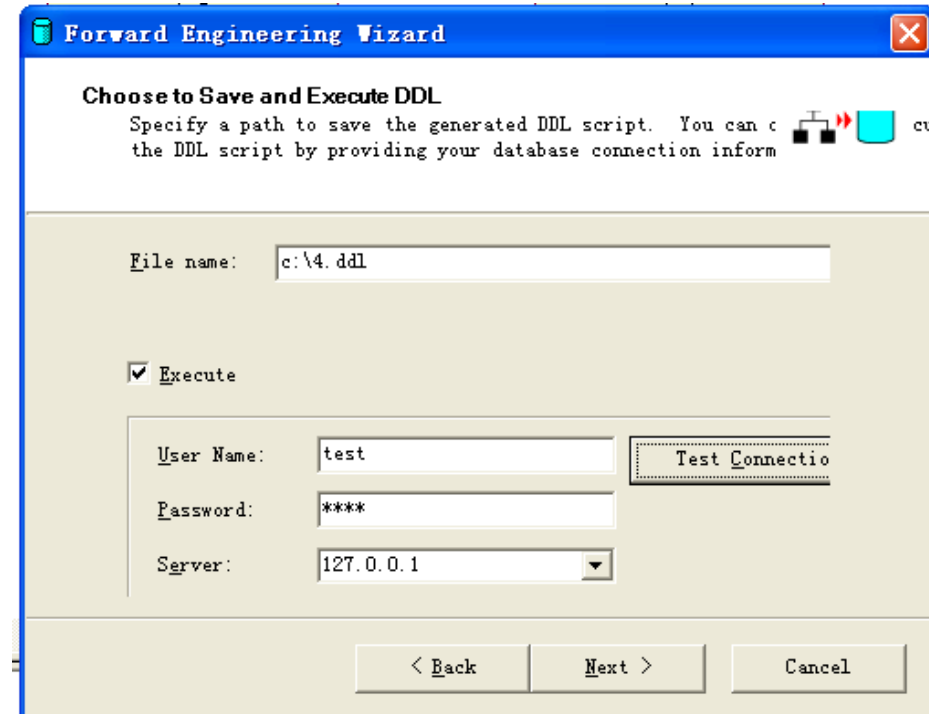 Forward Engineering Wizard
Choose to Save and Execute DDL
Specify a path to save the generated DDL script. You can c
the DDL script by providing your database connection inform
File name: c:\4.ddl
Execute
User Name: test
Test Connectio
Password: ****
Server: 127.0.0.1
< Back Next > Cancel